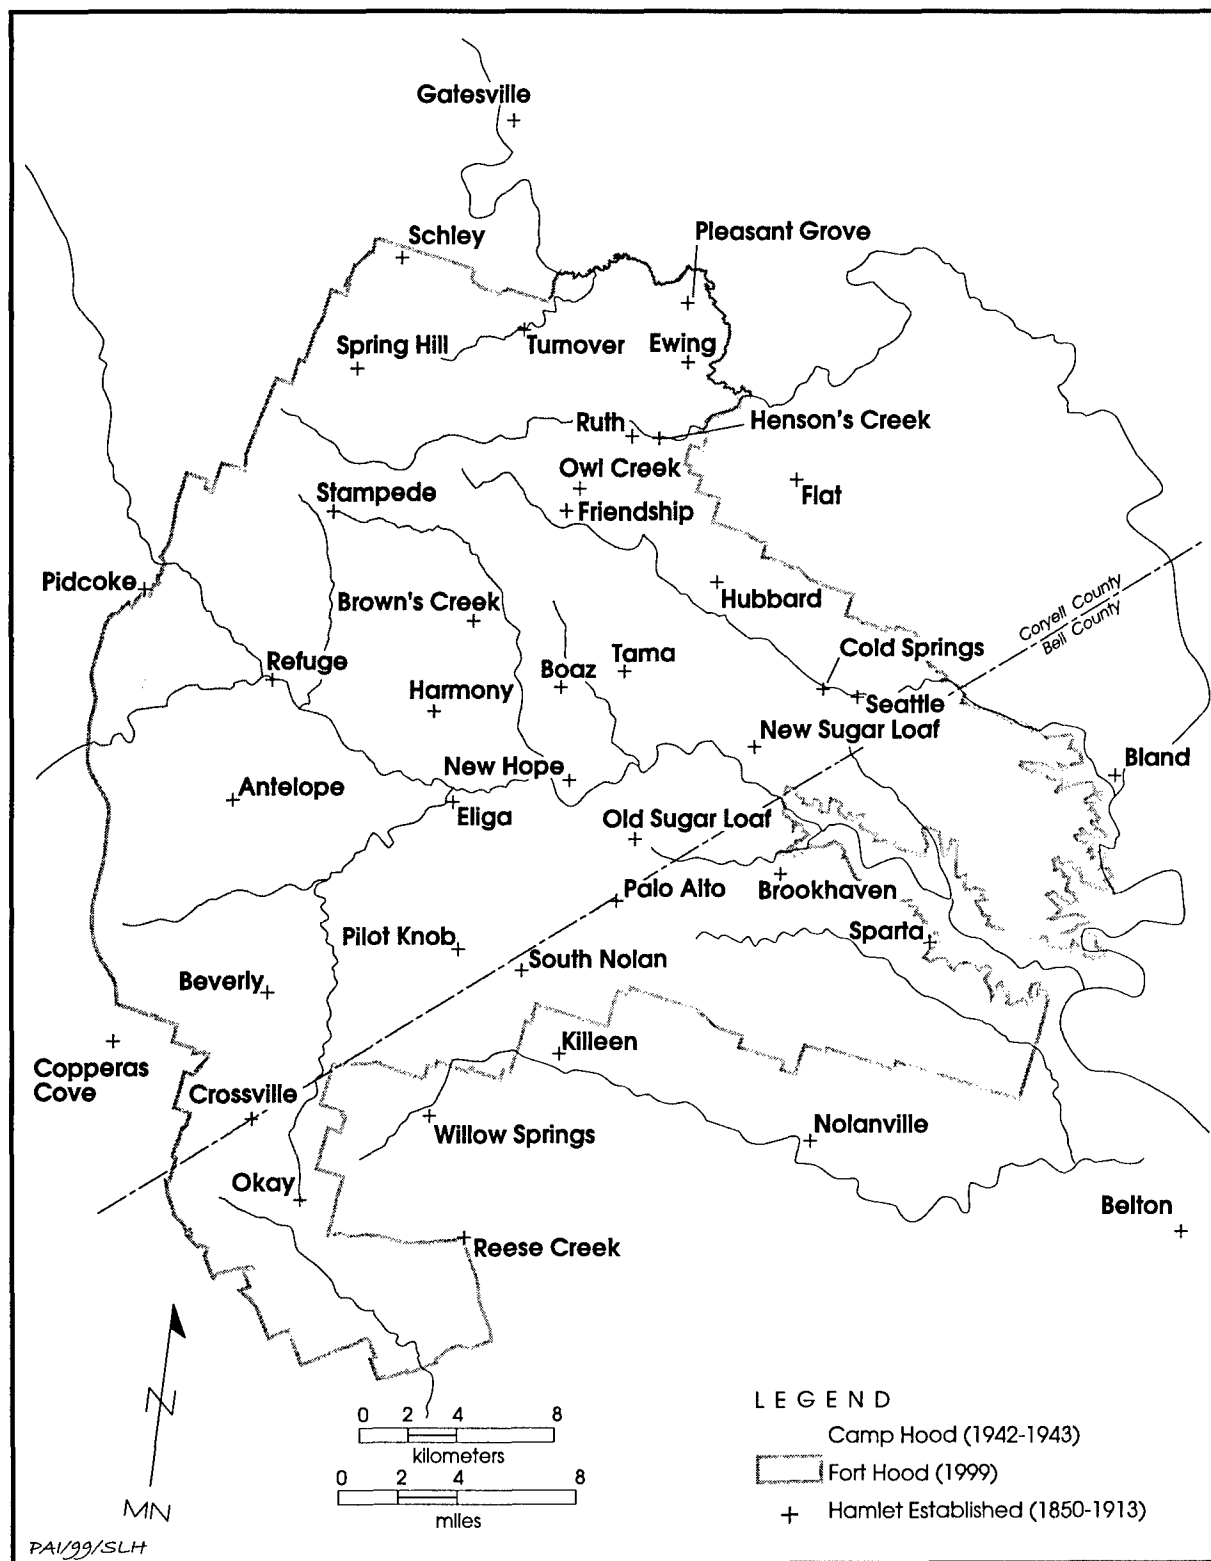 Gatesville
Schley
Pleasant Grove
Spring Hill
Turnover
Ewing
Ruth
Henson's Creek
Owl Creek
Flat
Stampede
Friendship
Pidcoke
Brown's Creek
Hubbard
Coryell County
Bell County
Refuge
Boaz
Tama
Cold Springs
Harmony
Seattle
New Sugar Loaf
New Hope
Bland
Antelope
Eliga
Old Sugar Loaf
Palo Alto
Brookhaven
Pilot Knob
Sparta
Beverly
South Nolan
Killeen
Copperas
Cove
Crossville
Willow Springs
Nolanville
Okay
Belton
Reese Creek
N
MN
0 2 4 8
kilometers
0 2 4 8
miles
LEGEND
Camp Hood (1942-1943)
Fort Hood (1999)
+ Hamlet Established (1850-1913)
PAI/99/SLH